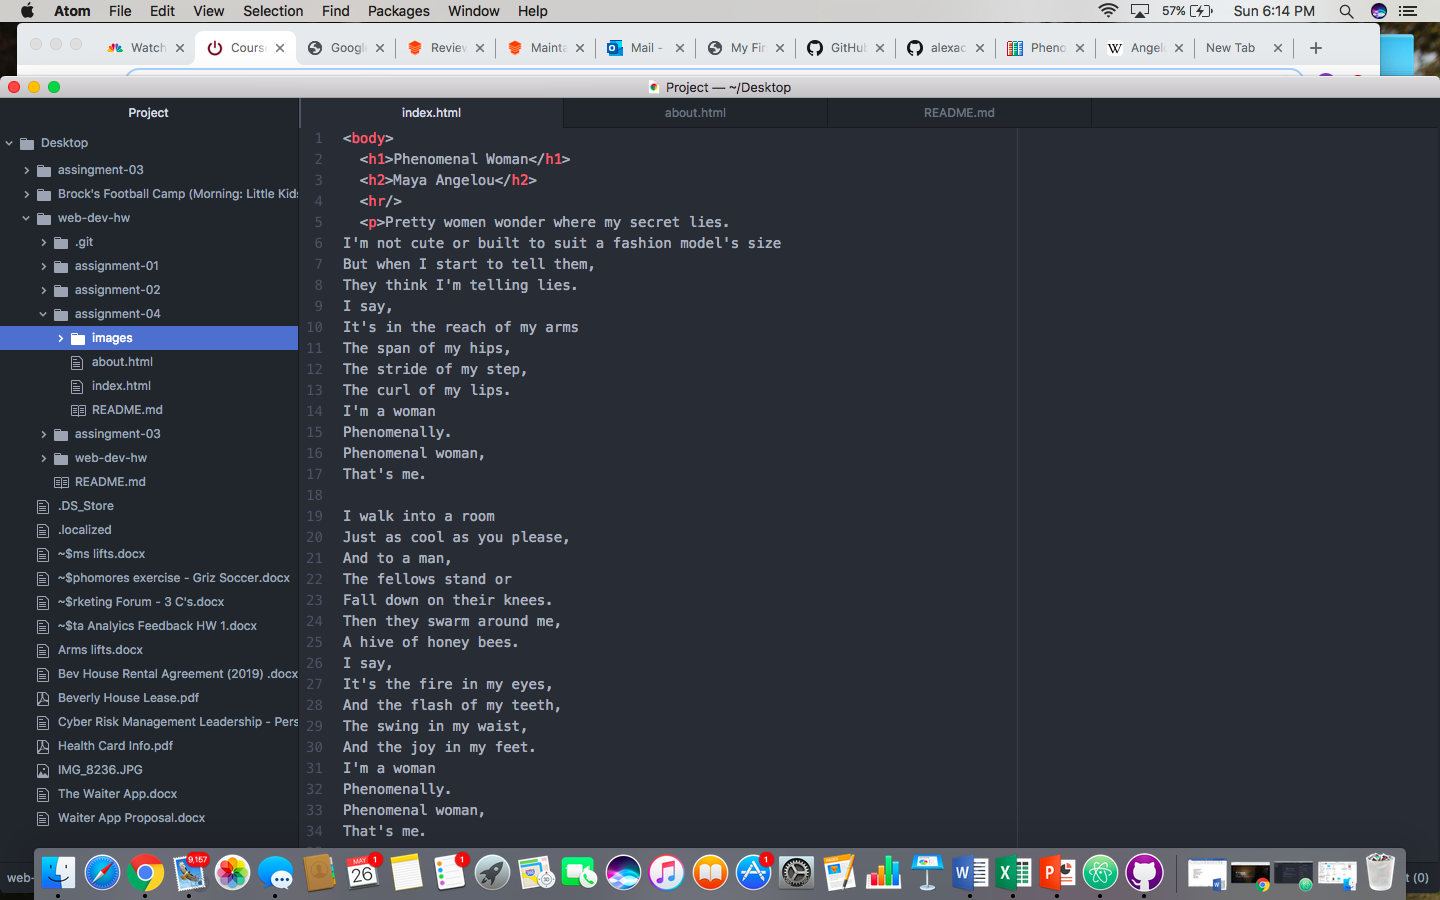 Atom File Edit View Selection Find Packages Window Help 57% Sun 6:14 PM
Watch Cours Google Review Mainta Mail - My Fir GitHu alexac Pheno Angel New Tab
Project — ~/Desktop
Project index.html about.html README.md
Desktop
assingment-03
Brock's Football Camp (Morning: Little Kids
web-dev-hw
.git
assignment-01
assignment-02
assignment-04
images
about.html
index.html
README.md
assingment-03
web-dev-hw
README.md
.DS_Store
.localized
~$ms lifts.docx
~$phomores exercise - Griz Soccer.docx
~$rketing Forum - 3 C's.docx
~$ta Analyics Feedback HW 1.docx
Arms lifts.docx
Bev House Rental Agreement (2019) .docx
Beverly House Lease.pdf
Cyber Risk Management Leadership - Pers
Health Card Info.pdf
IMG_8236.JPG
The Waiter App.docx
Waiter App Proposal.docx
1 <body>
2 <h1>Phenomenal Woman</h1>
3 <h2>Maya Angelou</h2>
4 <hr/>
5 <p>Pretty women wonder where my secret lies.
6 I'm not cute or built to suit a fashion model's size
7 But when I start to tell them,
8 They think I'm telling lies.
9 I say,
10 It's in the reach of my arms
11 The span of my hips,
12 The stride of my step,
13 The curl of my lips.
14 I'm a woman
15 Phenomenally.
16 Phenomenal woman,
17 That's me.
18
19 I walk into a room
20 Just as cool as you please,
21 And to a man,
22 The fellows stand or
23 Fall down on their knees.
24 Then they swarm around me,
25 A hive of honey bees.
26 I say,
27 It's the fire in my eyes,
28 And the flash of my teeth,
29 The swing in my waist,
30 And the joy in my feet.
31 I'm a woman
32 Phenomenally.
33 Phenomenal woman,
34 That's me.
web-
9,167
MAY 26
1
1
1
t (0)